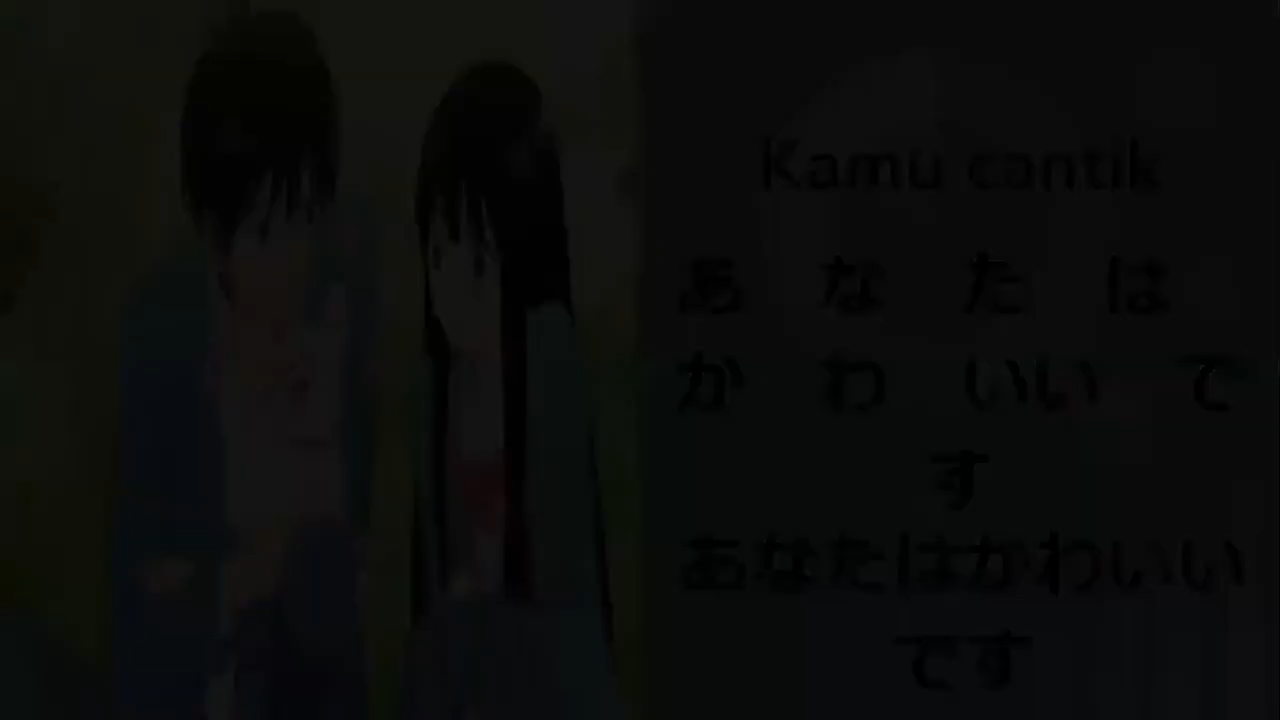 Kamu cantik
あ な た は
か わ いい で
す
あなたはかわいい
です